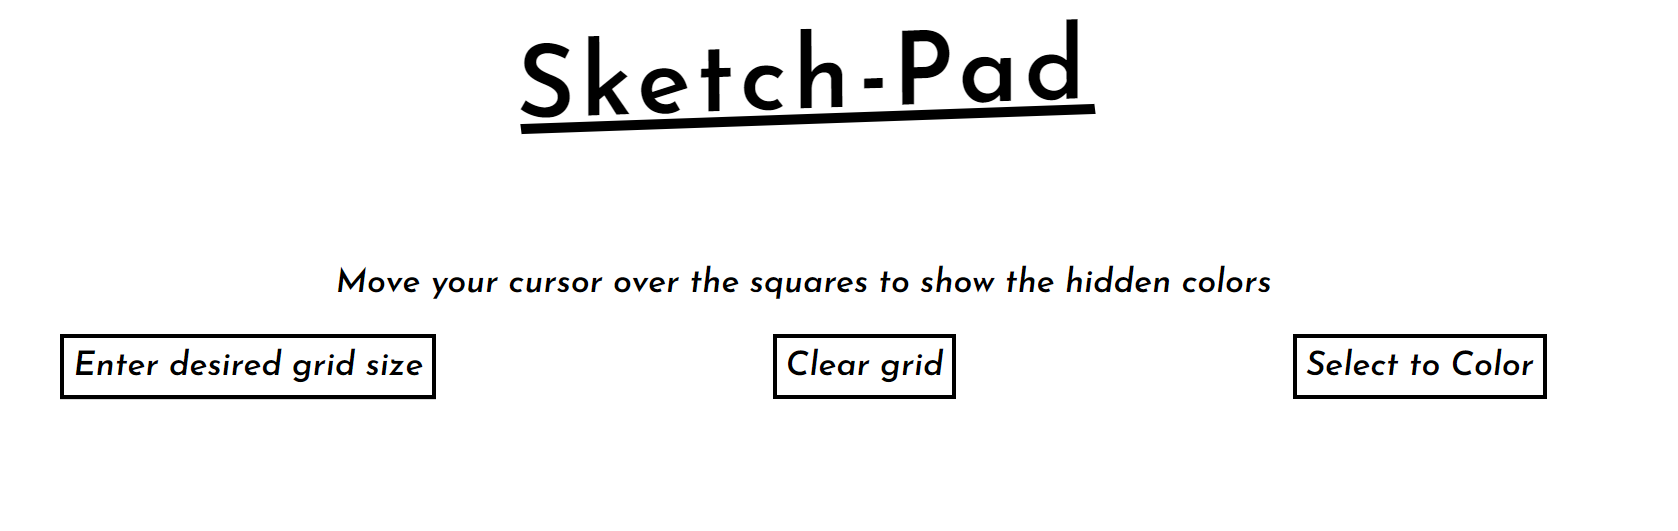 Sketch-Pad
Move your cursor over the squares to show the hidden colors
Enter desired grid size
Clear grid
Select to Color